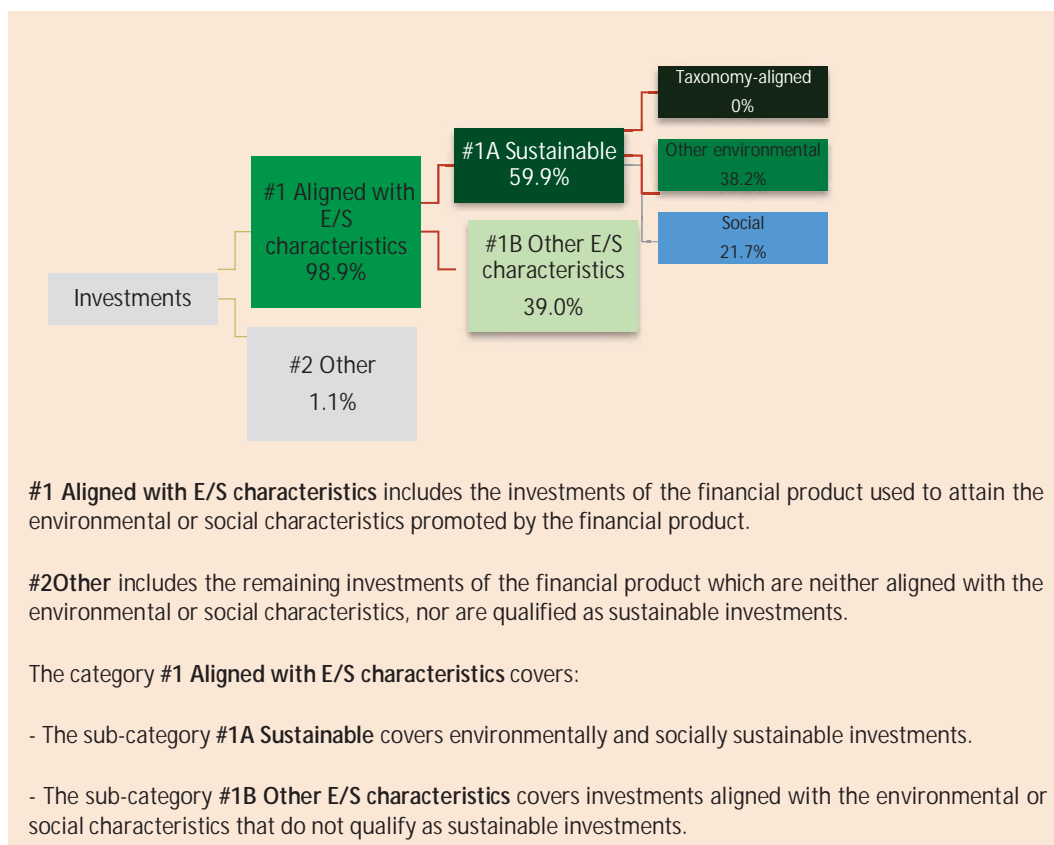 Taxonomy-aligned
0%
#1A Sustainable
59.9%
Other environmental
38.2%
#1 Aligned with
E/S
characteristics
98.9%
Social
21.7%
#1B Other E/S
characteristics
39.0%
Investments
#2 Other
1.1%
#1 Aligned with E/S characteristics includes the investments of the financial product used to attain the
environmental or social characteristics promoted by the financial product.
#2Other includes the remaining investments of the financial product which are neither aligned with the
environmental or social characteristics, nor are qualified as sustainable investments.
The category #1 Aligned with E/S characteristics covers:
- The sub-category #1A Sustainable covers environmentally and socially sustainable investments.
- The sub-category #1B Other E/S characteristics covers investments aligned with the environmental or
social characteristics that do not qualify as sustainable investments.